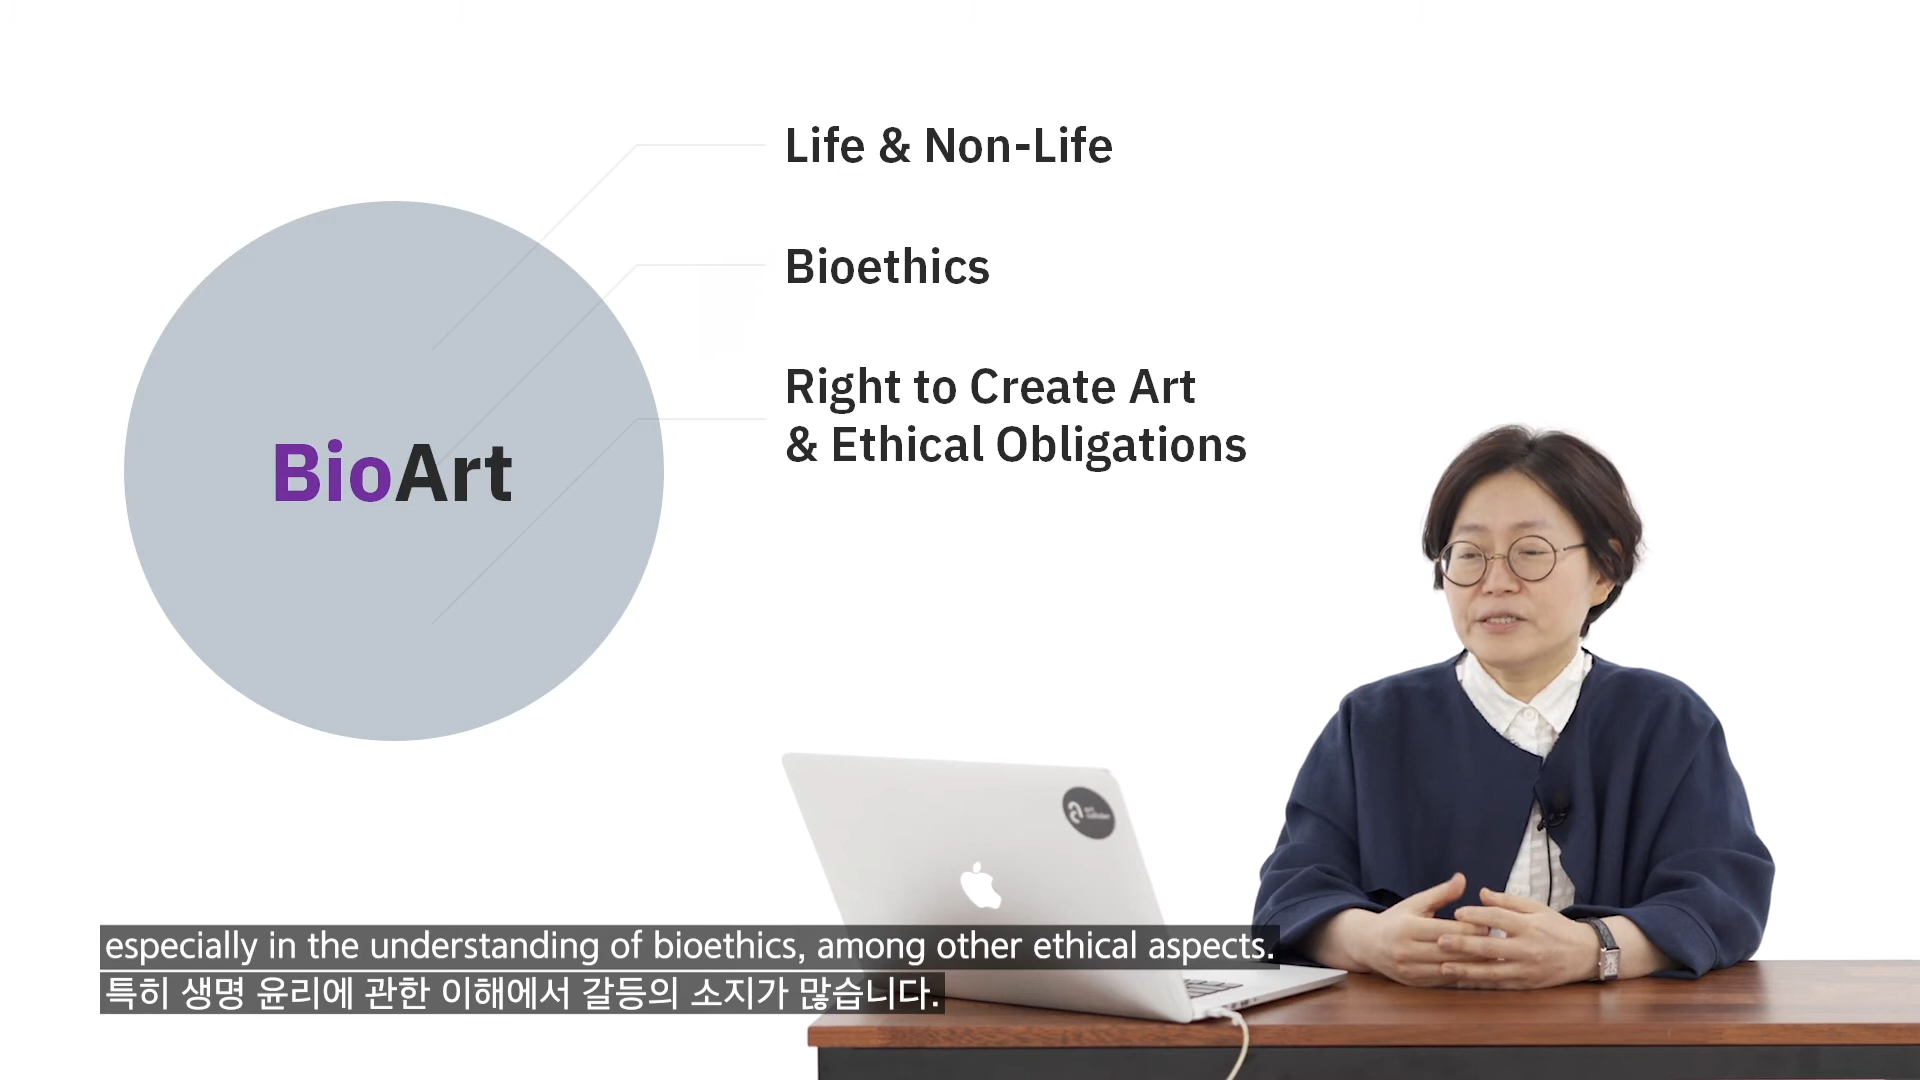 Life & Non-Life
Bioethics
Right to Create Art
& Ethical Obligations
BioArt
especially in the understanding of bioethics, among other ethical aspects.
특히 생명 윤리에 관한 이해에서 갈등의 소지가 많습니다.